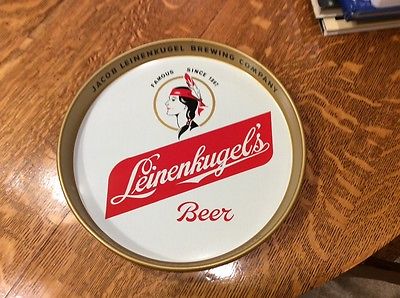 JACOB LEINENKUGEL BREWING COMPANY
FAMOUS SINCE 1867
Leinenkugel's
Beer